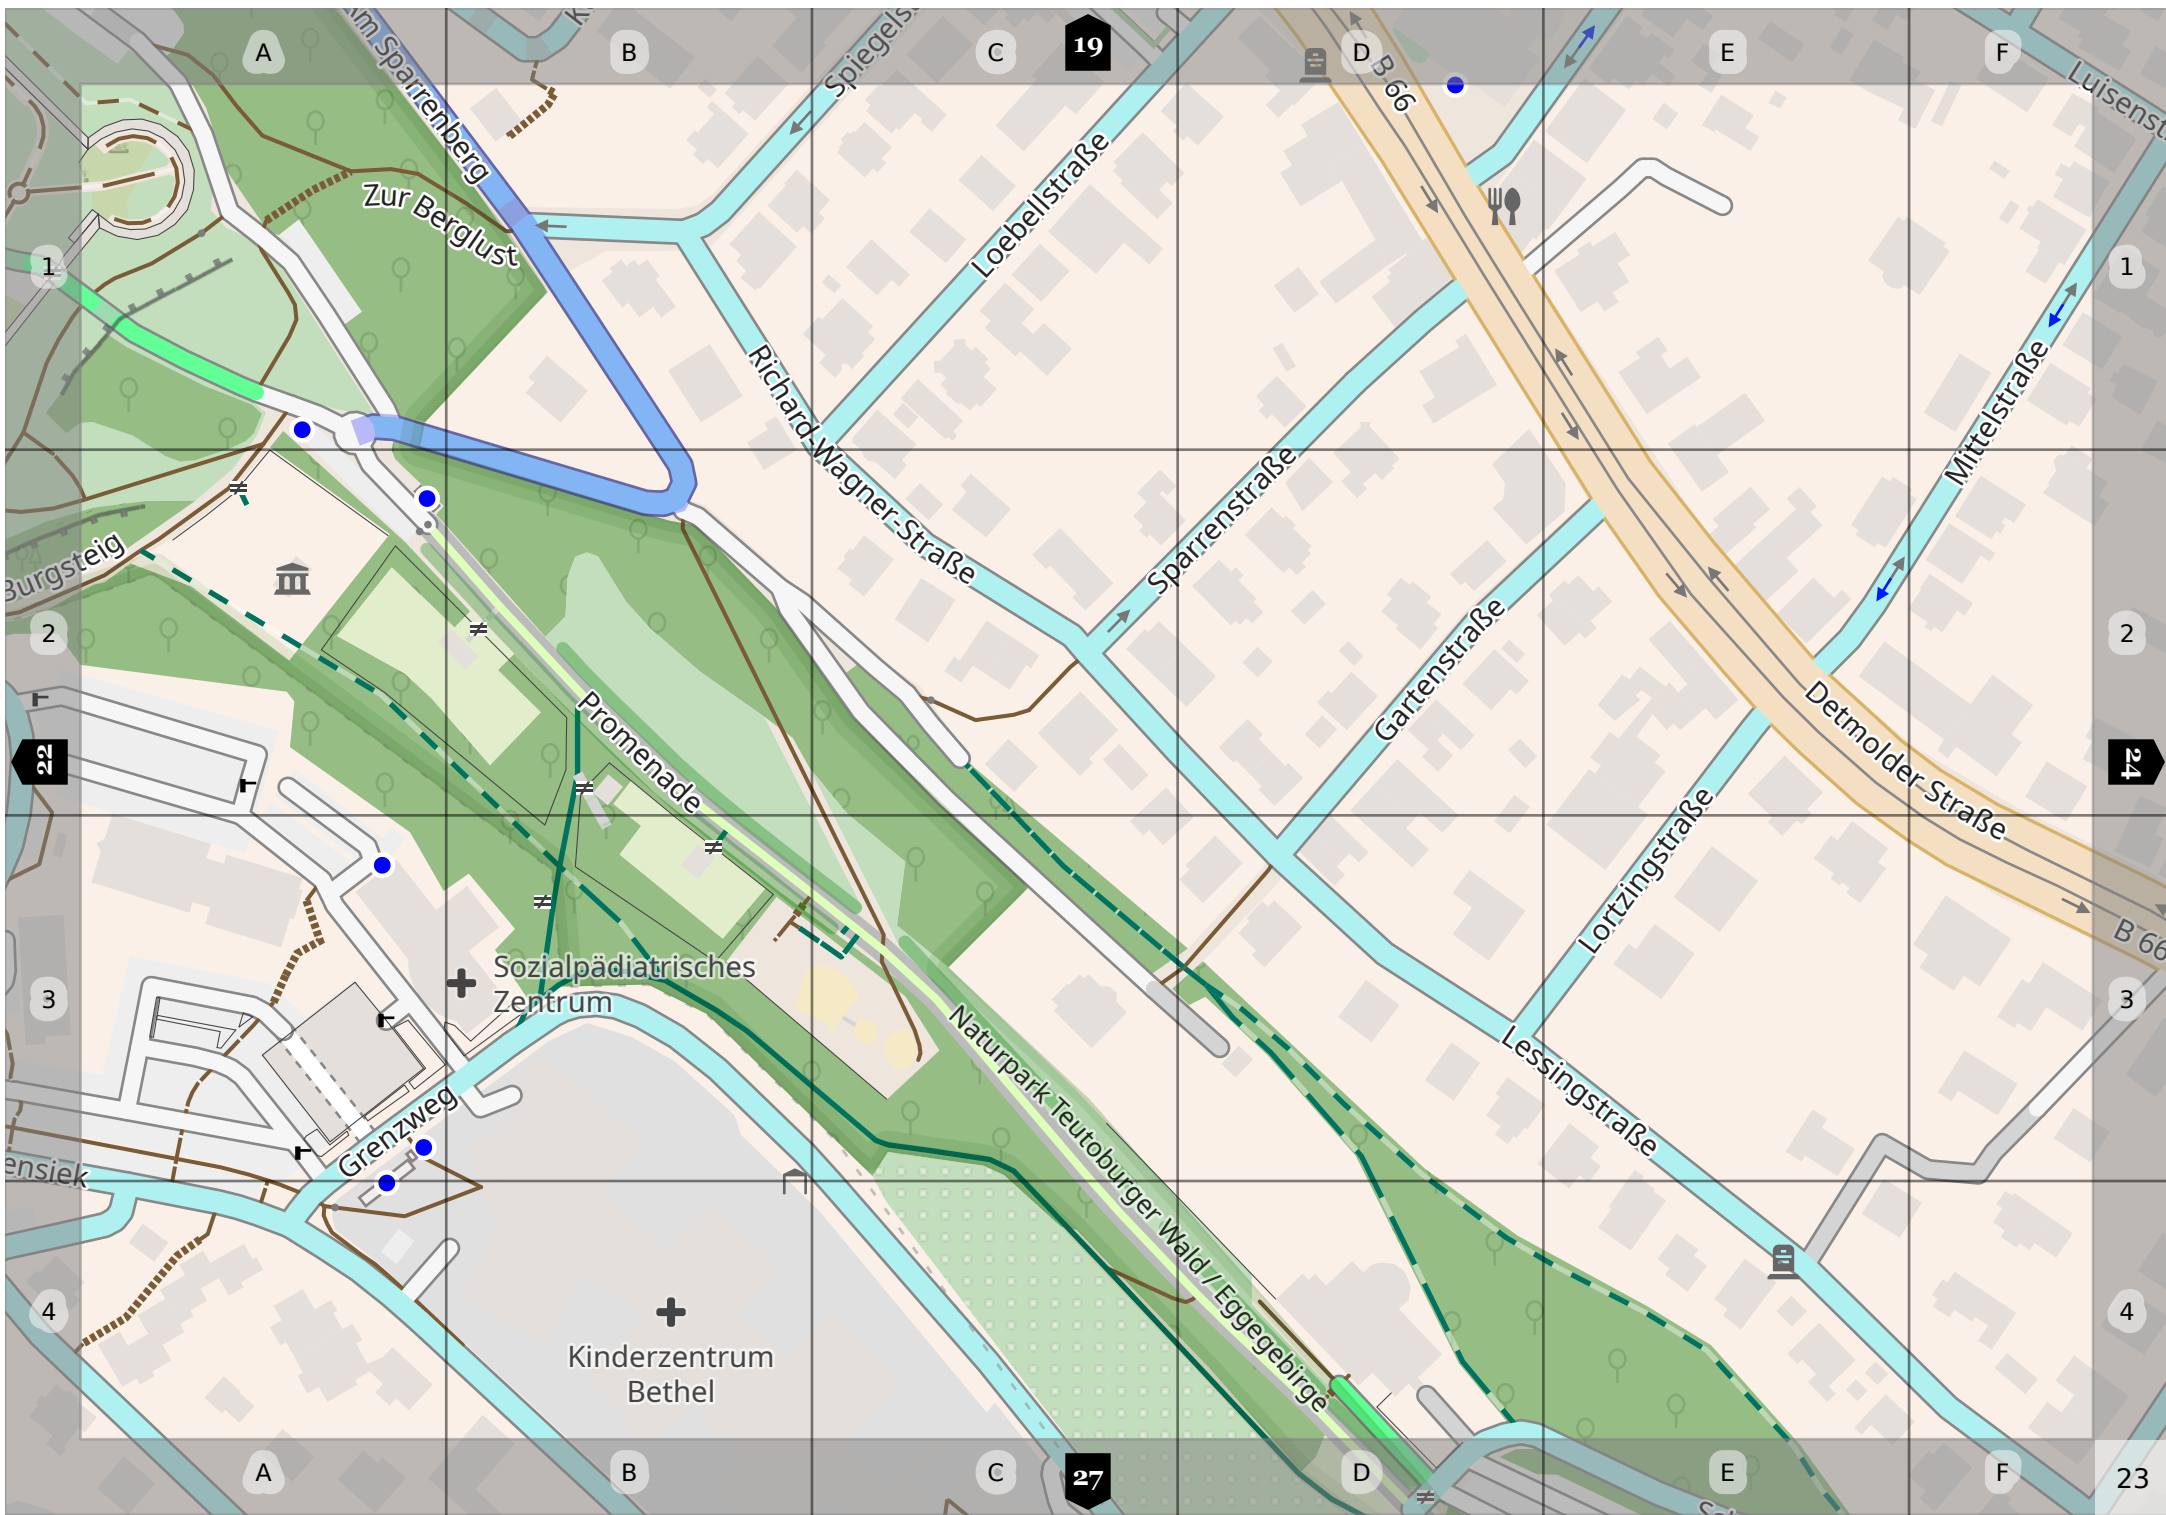 A
B
C
19
D
E
F
Am Sparrenberg
Spiegels
B 66
Luisenst
Zur Berglust
Loebellstraße
1
1
Richard-Wagner-Straße
Mittelstraße
Sparrenstraße
Burgsteig
2
2
Gartenstraße
Promenade
Detmolder Straße
22
24
Lortzingstraße
B 66
Sozialpädiatrisches
Zentrum
3
3
Naturpark Teutoburger Wald / Eggegebirge
Lessingstraße
Grenzweg
ensiek
4
4
Kinderzentrum
Bethel
A
B
C
27
D
E
F
23